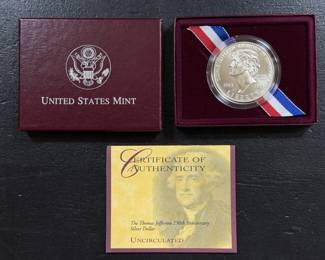 UNITED STATES MINT
CERTIFICATE OF
AUTHENTICITY
The Thomas Jefferson 250th Anniversary
Silver Dollar
UNCIRCULATED